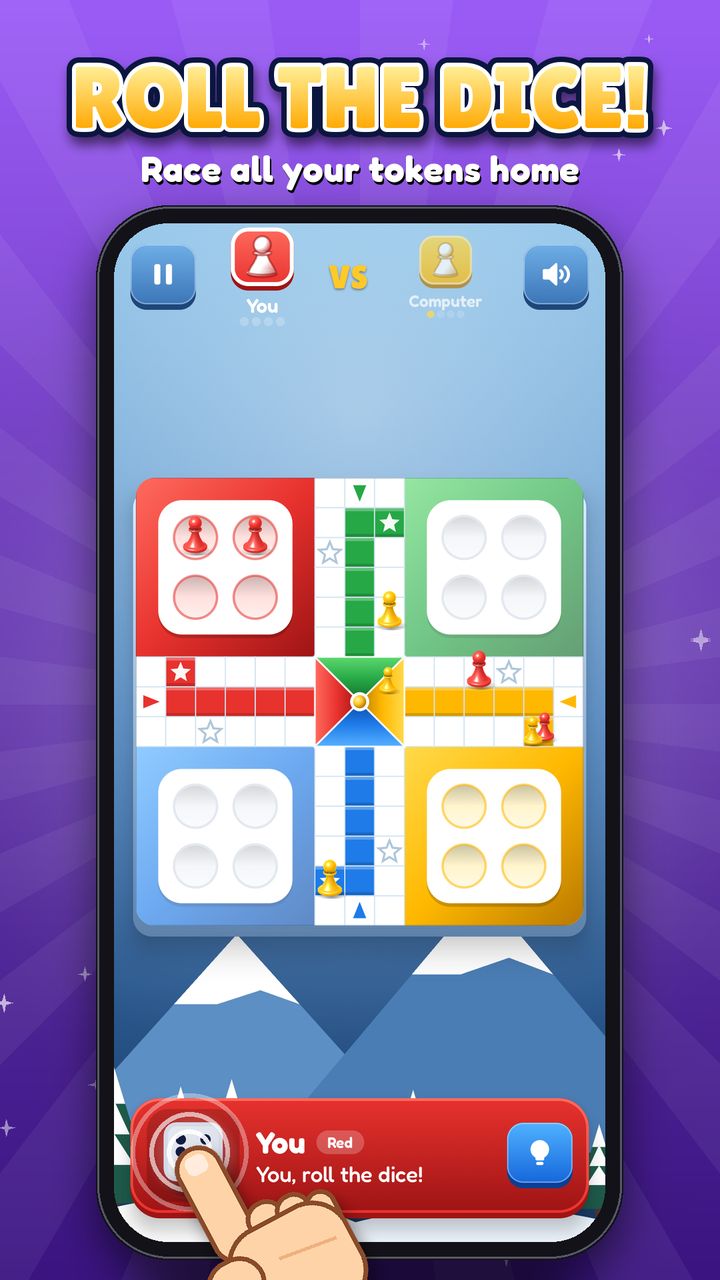 ROLL THE DICE!
Race all your tokens home
VS
You
Computer
You Red
You, roll the dice!